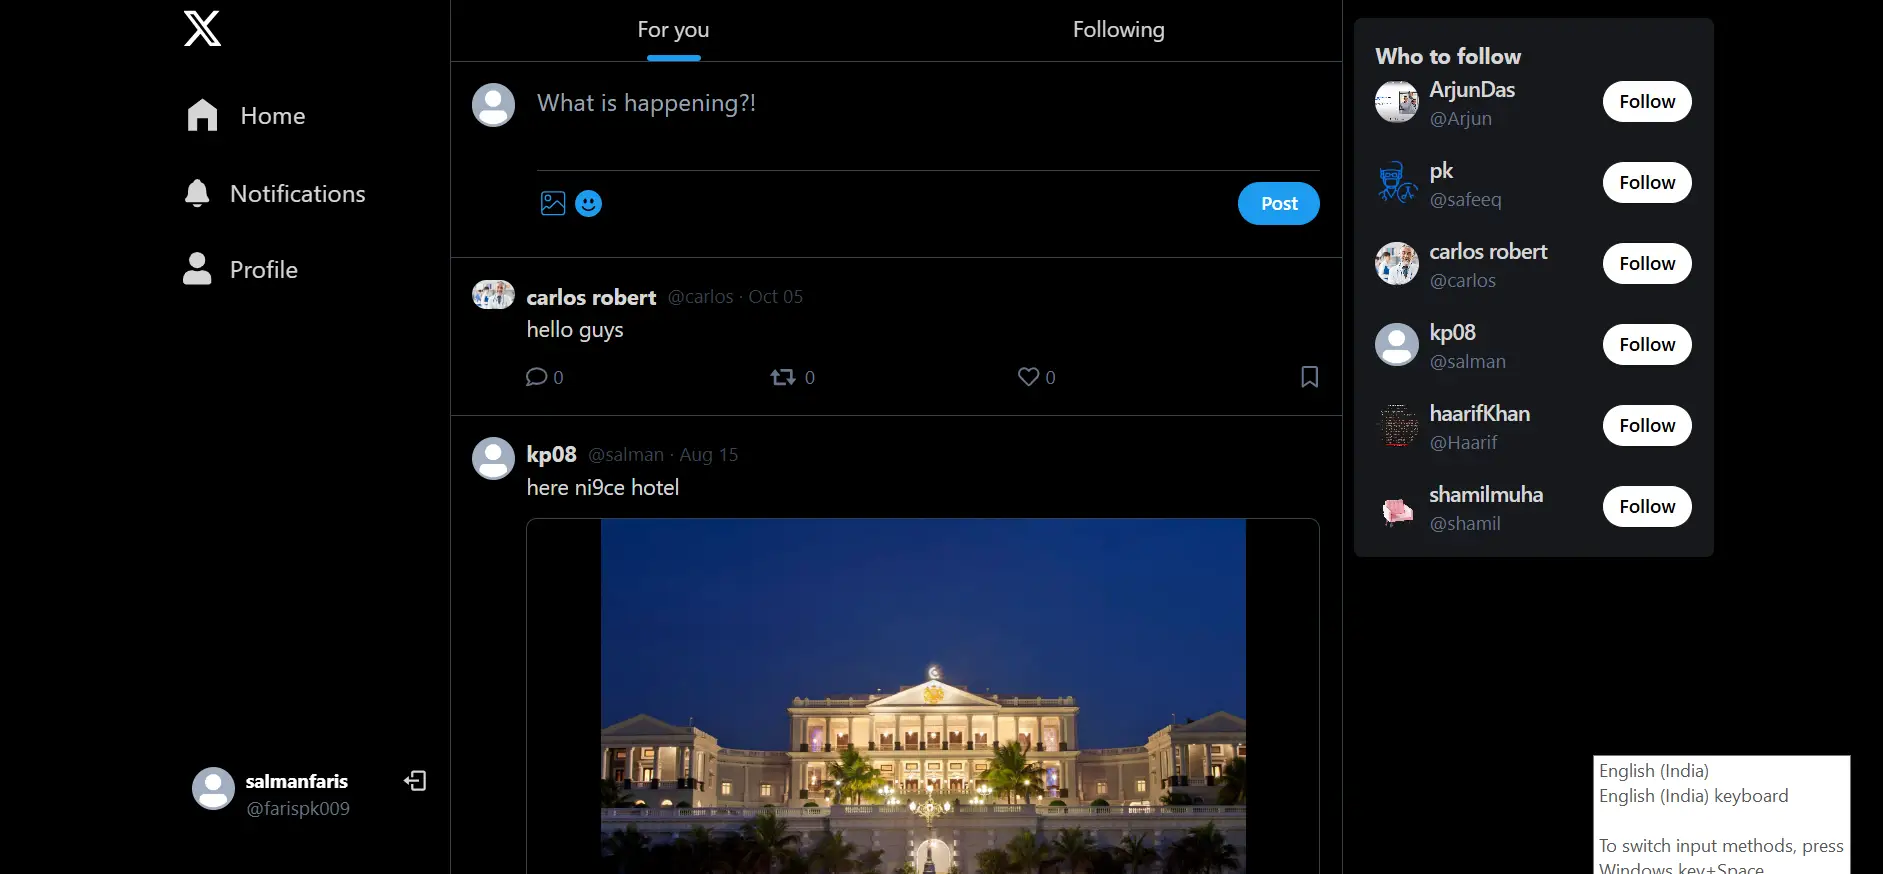 Home
Notifications
Profile
salmanfaris
@farispk009
For you
Following
What is happening?!
Post
carlos robert @carlos · Oct 05
hello guys
0 0 0
kp08 @salman · Aug 15
here ni9ce hotel
Who to follow
ArjunDas
@Arjun
Follow
pk
@safeeq
Follow
carlos robert
@carlos
Follow
kp08
@salman
Follow
haarifKhan
@Haarif
Follow
shamilmuha
@shamil
Follow
English (India)
English (India) keyboard
To switch input methods, press
Windows key+Space